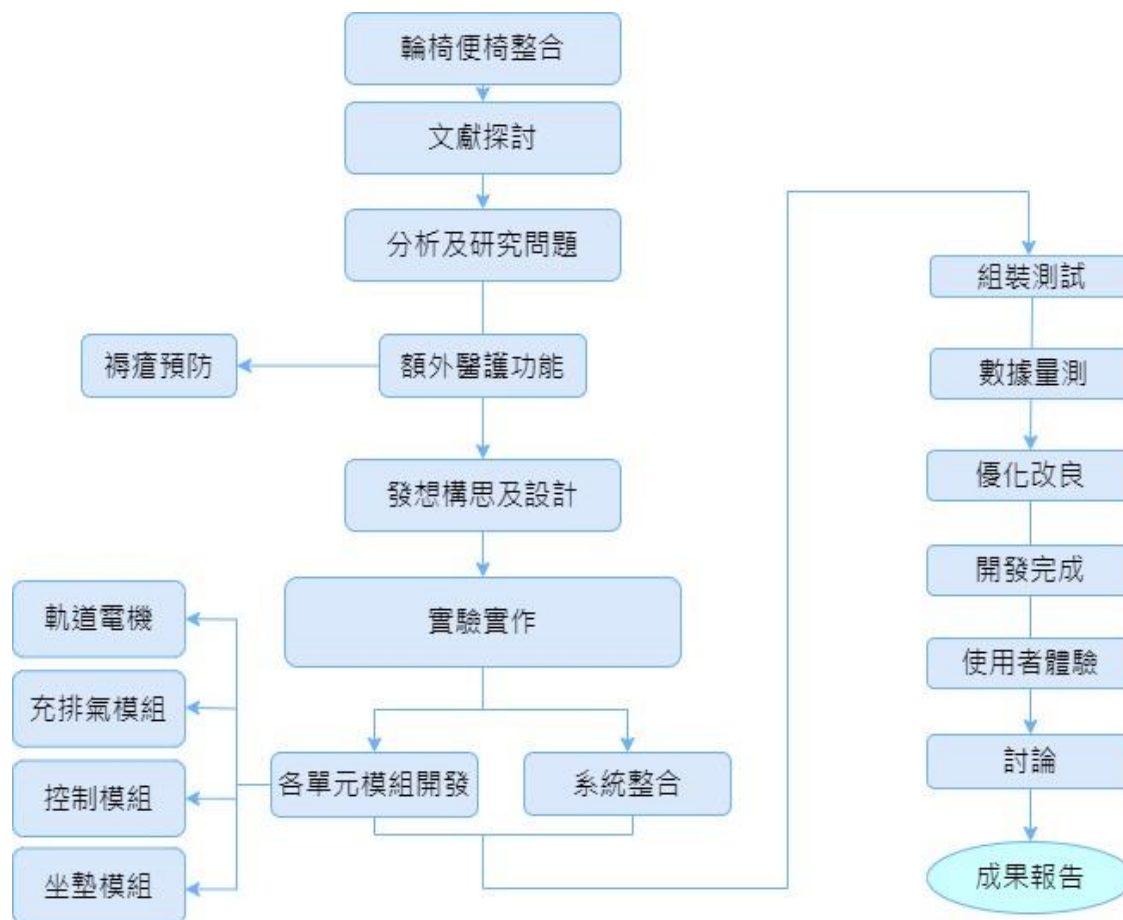 輪椅便椅整合
文獻探討
分析及研究問題
額外醫護功能
褥瘡預防
發想構思及設計
實驗實作
各單元模組開發
系統整合
軌道電機
充排氣模組
控制模組
坐墊模組
組裝測試
數據量測
優化改良
開發完成
使用者體驗
討論
成果報告